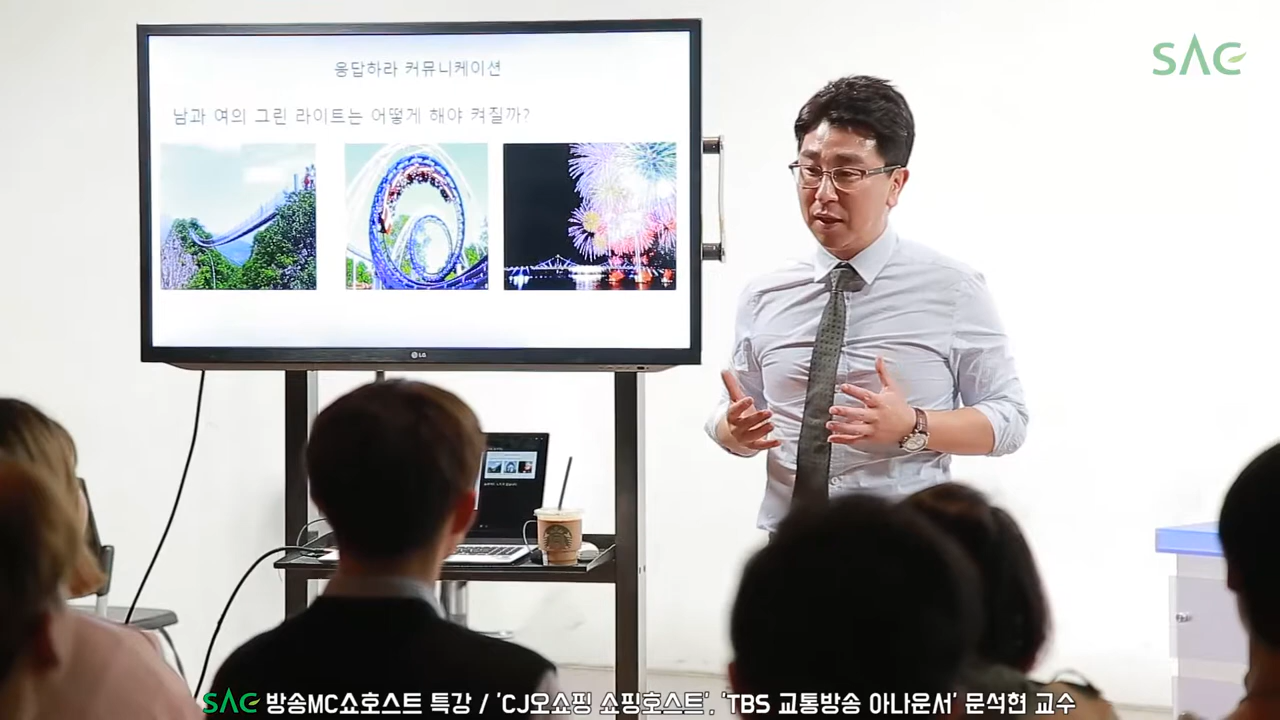 SAC
응답하라 커뮤니케이션
남과 여의 그린 라이트는 어떻게 해야 켜질까?
LG
SAC 방송MC쇼호스트 특강 / 'CJ오쇼핑 쇼핑호스트', 'TBS 교통방송 아나운서' 문석현 교수